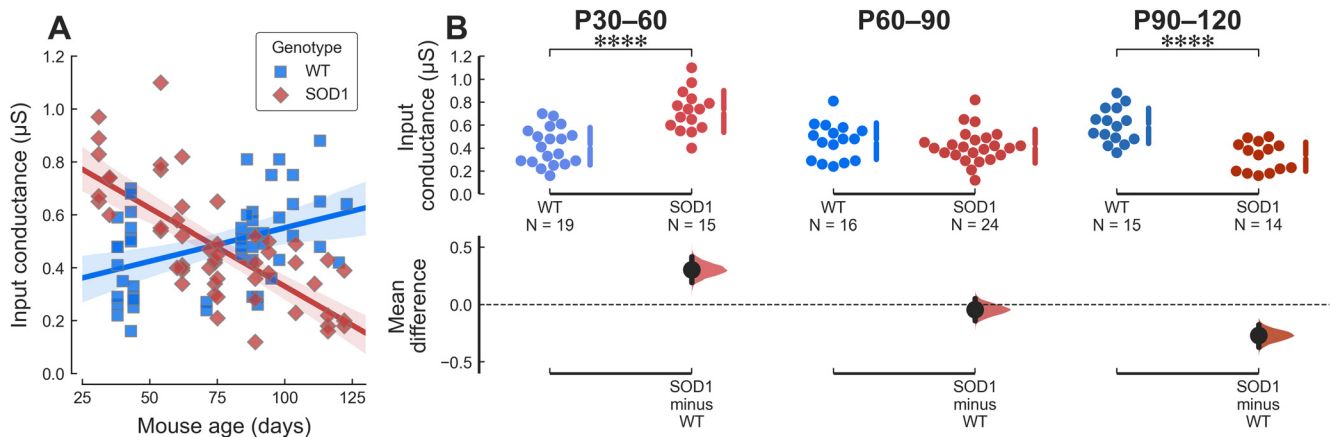 A
Genotype
WT
SOD1
Input conductance (µS)
1.2
1.0
0.8
0.6
0.4
0.2
0.0
25
50
75
100
125
Mouse age (days)
B
P30–60
P60–90
P90–120
****
****
Input
conductance (µS)
1.2
1.0
0.8
0.6
0.4
0.2
0.0
WT
N = 19
SOD1
N = 15
WT
N = 16
SOD1
N = 24
WT
N = 15
SOD1
N = 14
Mean
difference
0.5
0.0
−0.5
SOD1
minus
WT
SOD1
minus
WT
SOD1
minus
WT